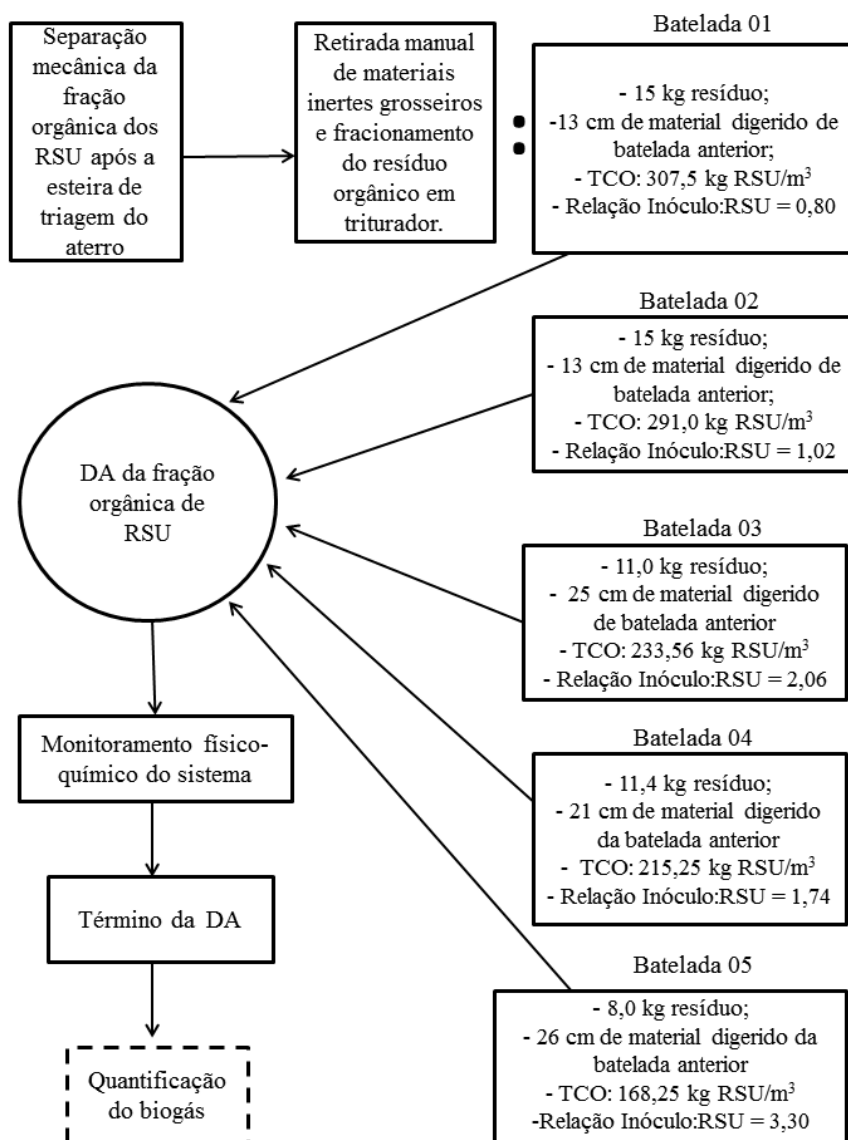 Separação
mecânica da
fração
orgânica dos
RSU após a
esteira de
triagem do
aterro
Retirada manual
de materiais
inertes grosseiros
e fracionamento
do resíduo
orgânico em
triturador.
:
Batelada 01
- 15 kg resíduo;
-13 cm de material digerido de
batelada anterior;
- TCO: 307,5 kg RSU/m³
- Relação Inóculo:RSU = 0,80
Batelada 02
- 15 kg resíduo;
- 13 cm de material digerido de
batelada anterior;
- TCO: 291,0 kg RSU/m³
- Relação Inóculo:RSU = 1,02
DA da fração
orgânica de
RSU
Batelada 03
- 11,0 kg resíduo;
- 25 cm de material digerido
de batelada anterior
- TCO: 233,56 kg RSU/m³
- Relação Inóculo:RSU = 2,06
Monitoramento físico-
químico do sistema
Batelada 04
- 11,4 kg resíduo;
- 21 cm de material digerido
da batelada anterior
- TCO: 215,25 kg RSU/m³
- Relação Inóculo:RSU = 1,74
Término da DA
Batelada 05
- 8,0 kg resíduo;
- 26 cm de material digerido da
batelada anterior
- TCO: 168,25 kg RSU/m³
-Relação Inóculo:RSU = 3,30
Quantificação
do biogás